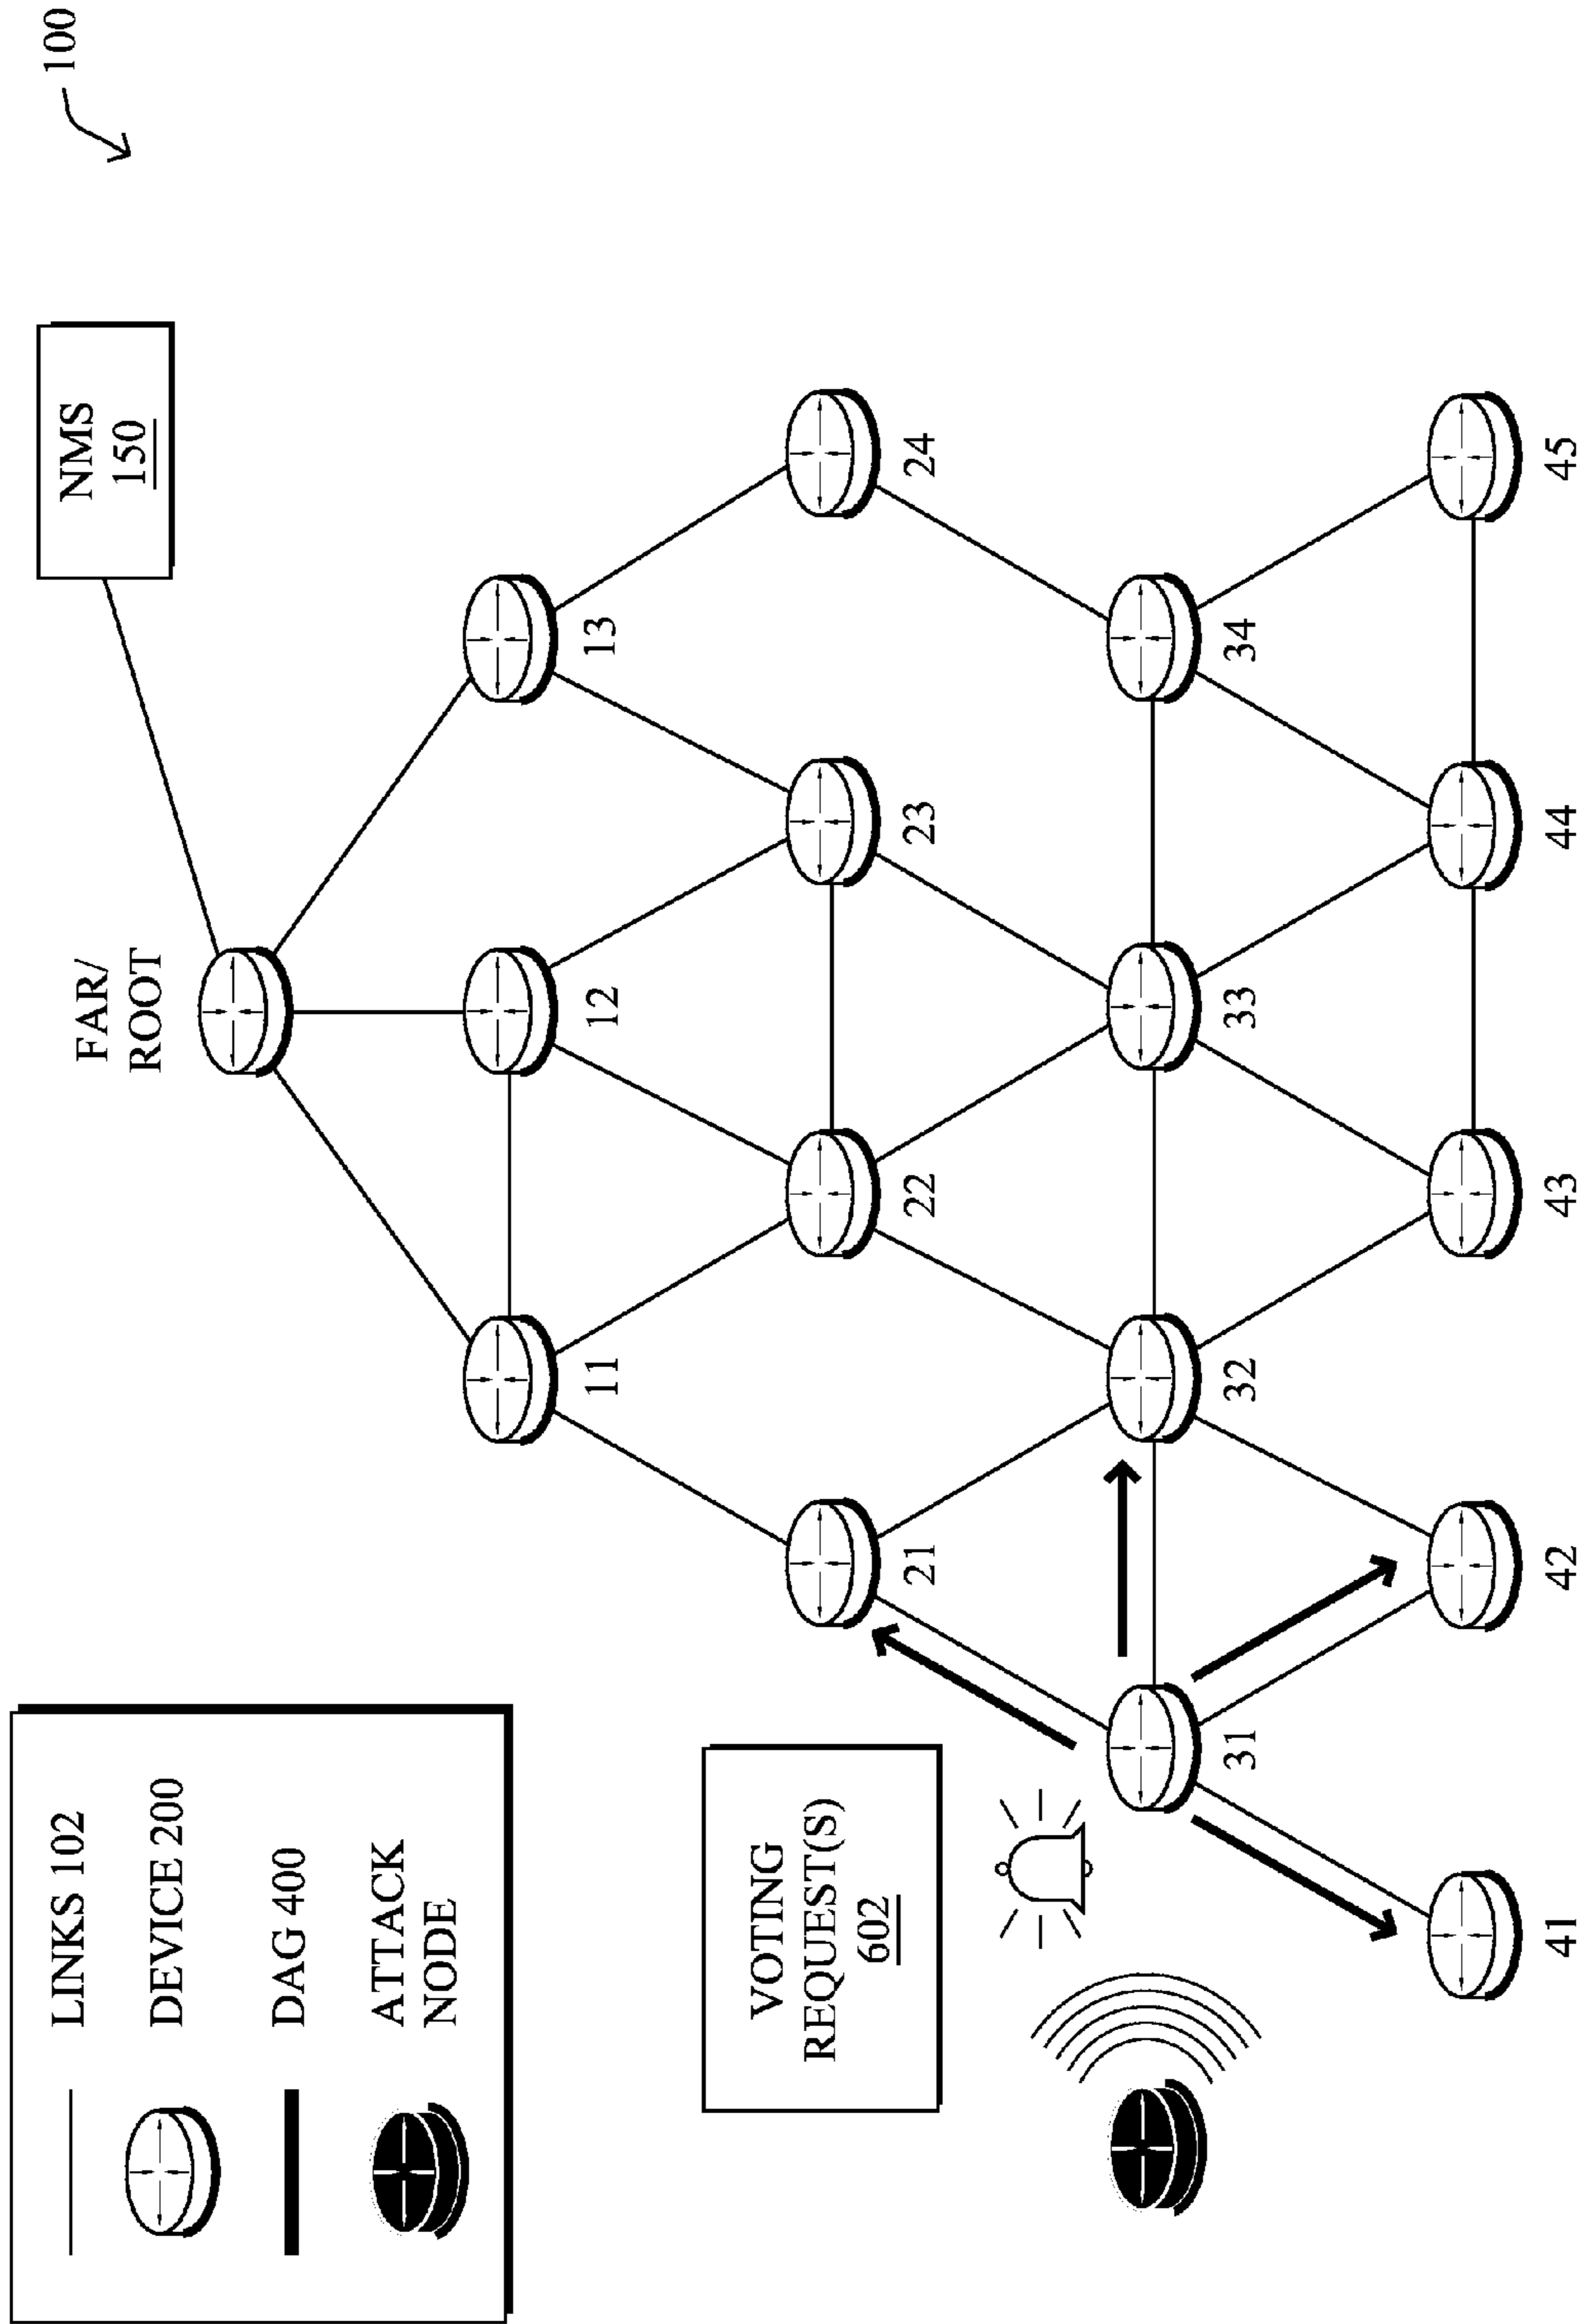 100
LINKS 102
DEVICE 200
DAG 400
ATTACK
NODE
FAR/
ROOT
NMS
150
11
12
13
VOTING
REQUEST(S)
602
21
22
23
24
31
32
33
34
41
42
43
44
45